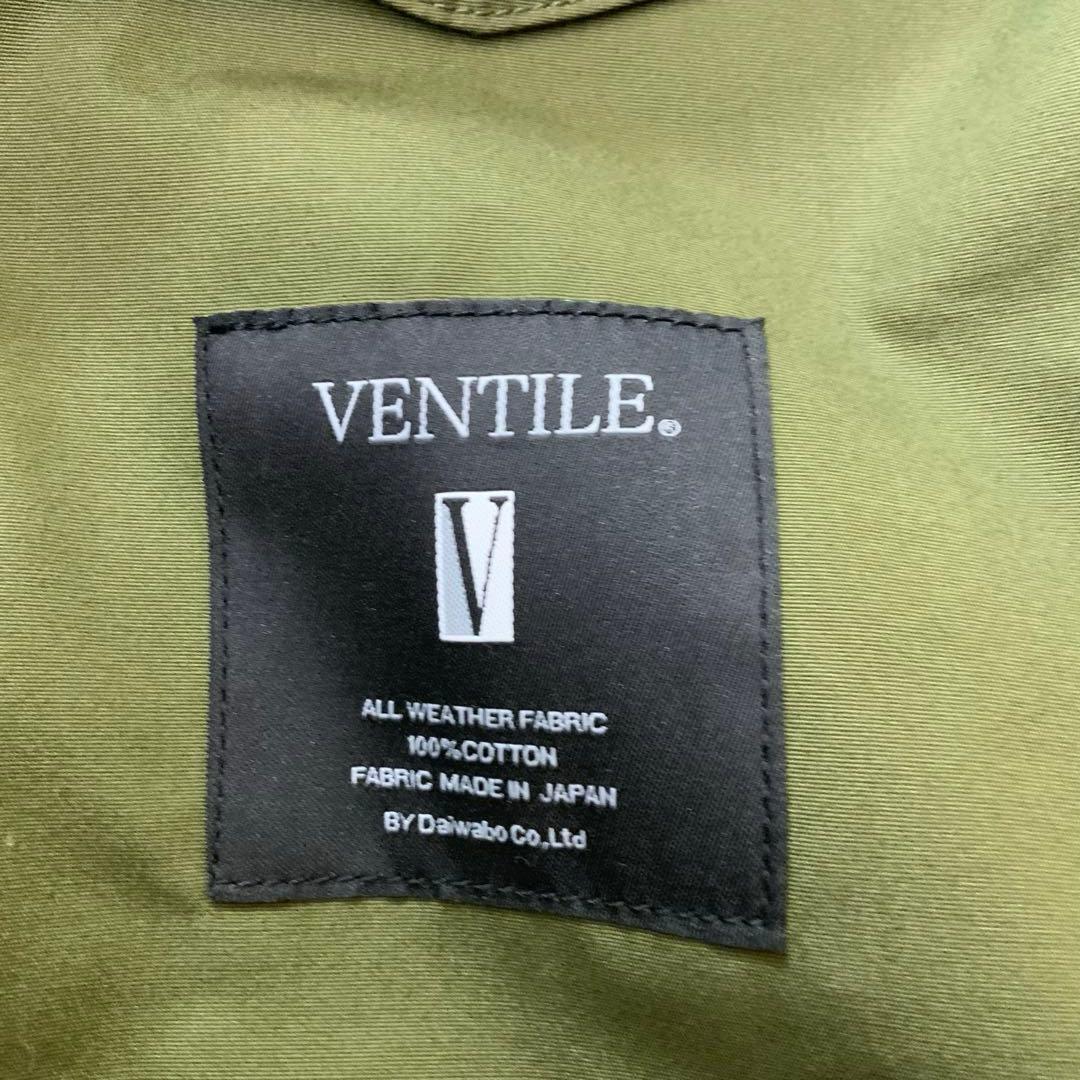 VENTILE®
V
ALL WEATHER FABRIC
100%COTTON
FABRIC MADE IN JAPAN
BY Daiwabo Co.,Ltd